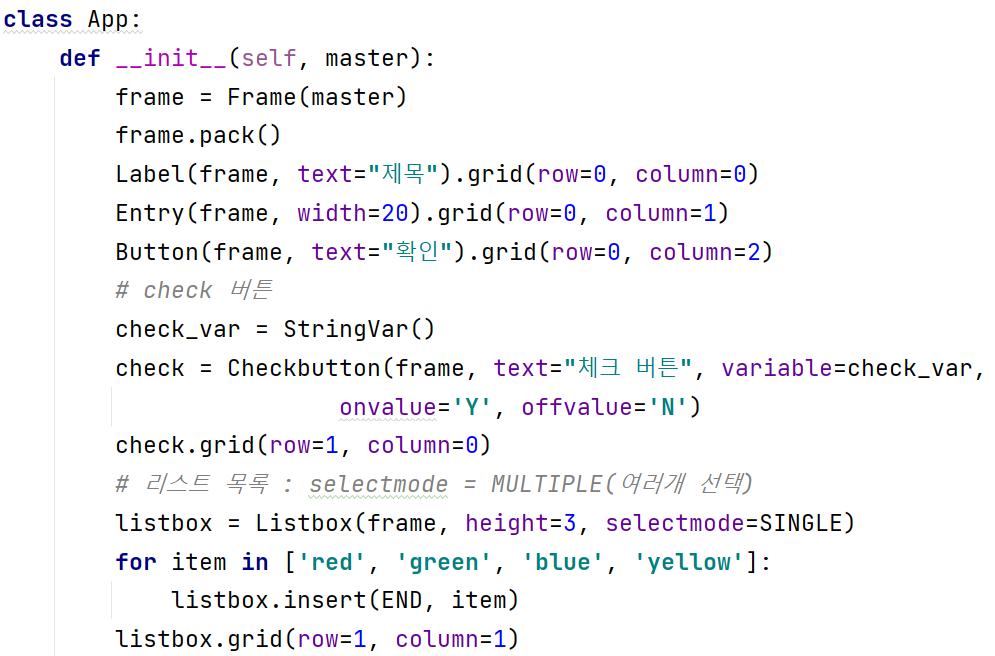 class App:
    def __init__(self, master):
        frame = Frame(master)
        frame.pack()
        Label(frame, text="제목").grid(row=0, column=0)
        Entry(frame, width=20).grid(row=0, column=1)
        Button(frame, text="확인").grid(row=0, column=2)
        # check 버튼
        check_var = StringVar()
        check = Checkbutton(frame, text="체크 버튼", variable=check_var,
                        onvalue='Y', offvalue='N')
        check.grid(row=1, column=0)
        # 리스트 목록 : selectmode = MULTIPLE(여러개 선택)
        listbox = Listbox(frame, height=3, selectmode=SINGLE)
        for item in ['red', 'green', 'blue', 'yellow']:
            listbox.insert(END, item)
        listbox.grid(row=1, column=1)